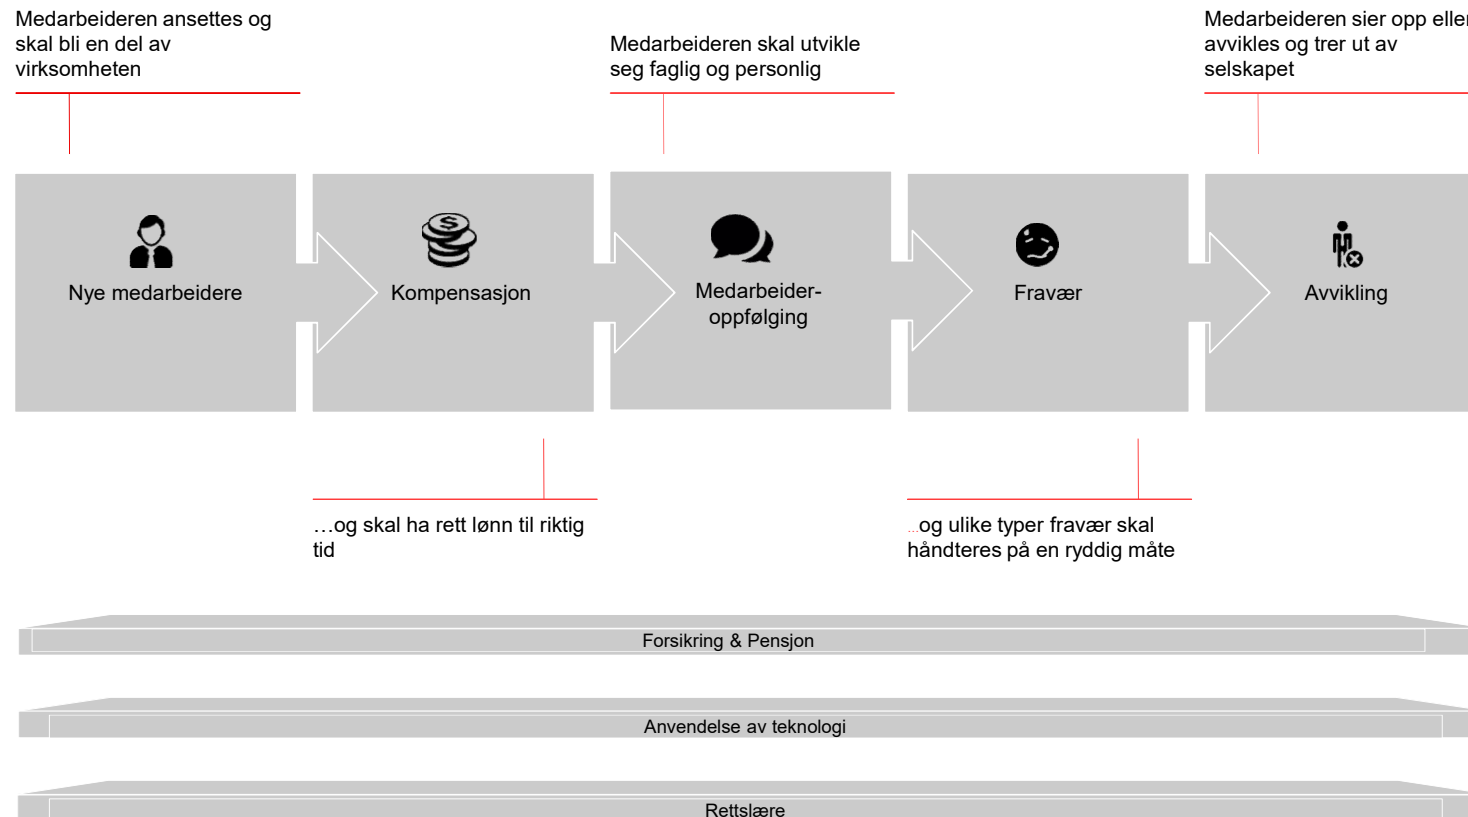 Medarbeideren ansettes og
skal bli en del av
virksomheten
Medarbeideren skal utvikle
seg faglig og personlig
Medarbeideren sier opp eller
avvikles og trer ut av
selskapet
Nye medarbeidere
Kompensasjon
Medarbeider-
oppfølging
Fravær
Avvikling
…og skal ha rett lønn til riktig
tid
…og ulike typer fravær skal
håndteres på en ryddig måte
Forsikring & Pensjon
Anvendelse av teknologi
Rettslære